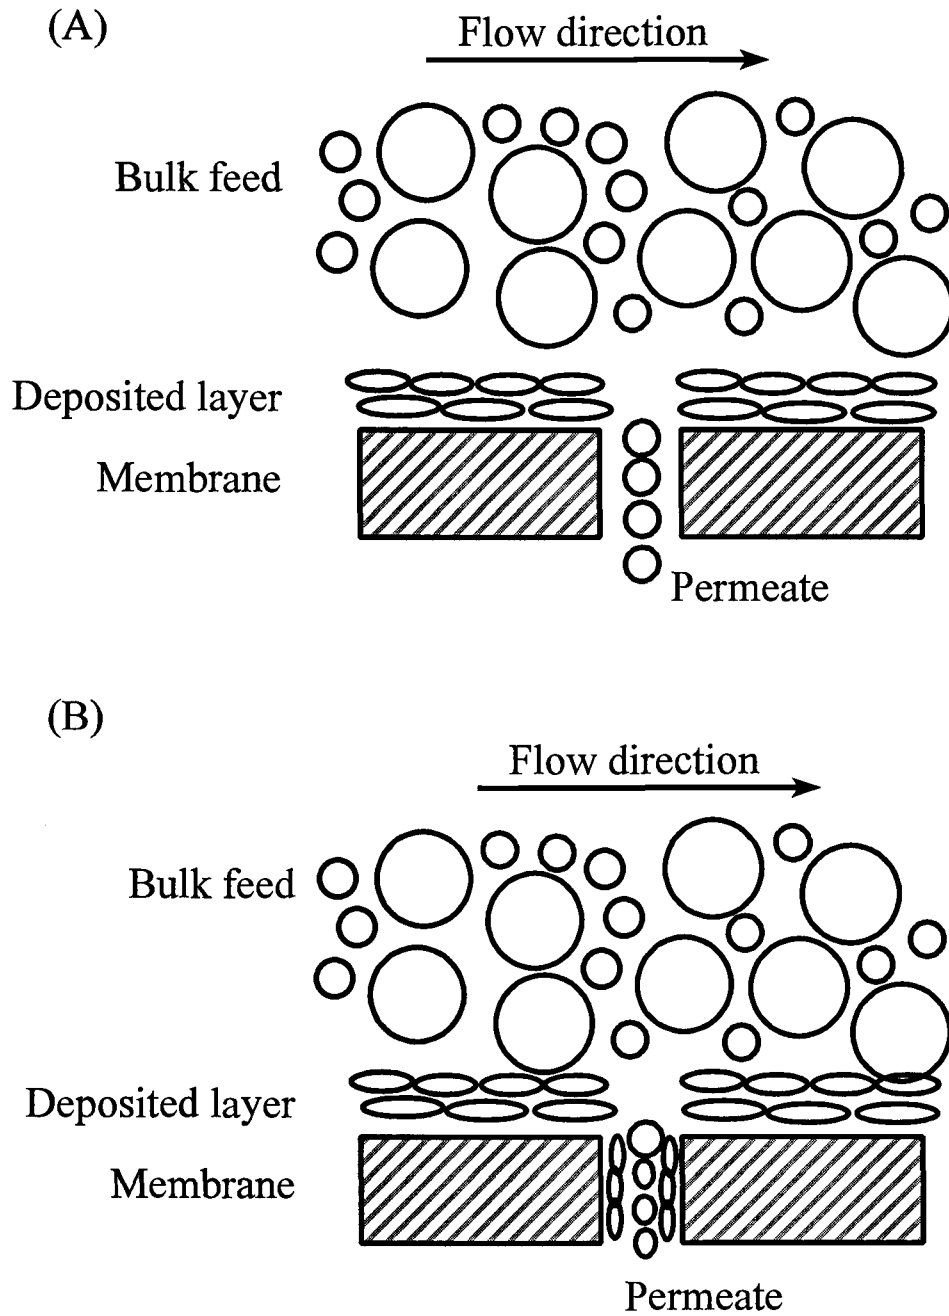 (A)
Flow direction
Bulk feed
Deposited layer
Membrane
Permeate
(B)
Flow direction
Bulk feed
Deposited layer
Membrane
Permeate